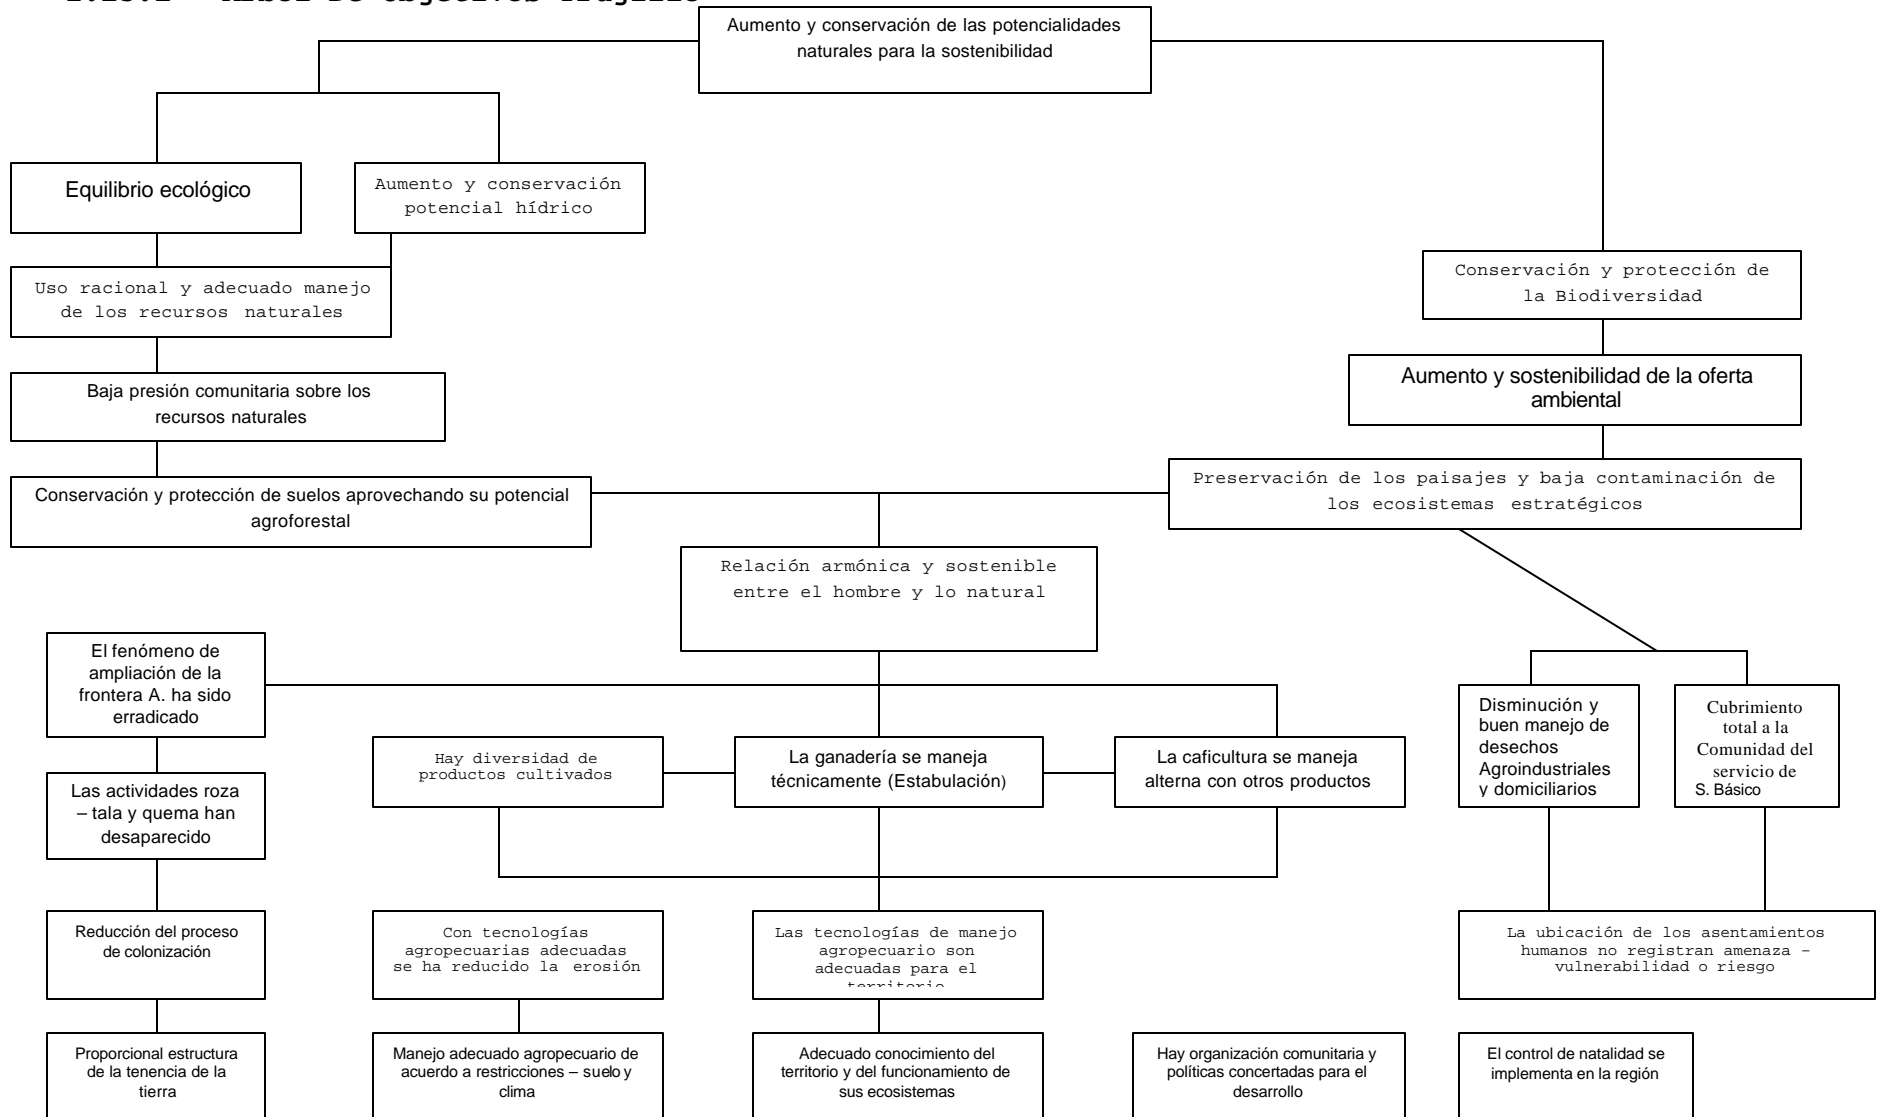 Aumento y conservación de las potencialidades
naturales para la sostenibilidad
Equilibrio ecológico
Aumento y conservación
potencial hídrico
Uso racional y adecuado manejo
de los recursos naturales
Conservación y protección de
la Biodiversidad
Baja presión comunitaria sobre los
recursos naturales
Aumento y sostenibilidad de la oferta
ambiental
Conservación y protección de suelos aprovechando su potencial
agroforestal
Preservación de los paisajes y baja contaminación de
los ecosistemas estratégicos
Relación armónica y sostenible
entre el hombre y lo natural
El fenómeno de
ampliación de la
frontera A. ha sido
erradicado
Disminución y
buen manejo de
desechos
Agroindustriales
y domiciliarios
Cubrimiento
total a la
Comunidad del
servicio de
S. Básico
Hay diversidad de
productos cultivados
La ganadería se maneja
técnicamente (Estabulación)
La caficultura se maneja
alterna con otros productos
Las actividades roza
– tala y quema han
desaparecido
Reducción del proceso
de colonización
Con tecnologías
agropecuarias adecuadas
se ha reducido la erosión
Las tecnologías de manejo
agropecuario son
adecuadas para el
territorio
La ubicación de los asentamientos
humanos no registran amenaza –
vulnerabilidad o riesgo
Proporcional estructura
de la tenencia de la
tierra
Manejo adecuado agropecuario de
acuerdo a restricciones – suelo y
clima
Adecuado conocimiento del
territorio y del funcionamiento de
sus ecosistemas
Hay organización comunitaria y
políticas concertadas para el
desarrollo
El control de natalidad se
implementa en la región